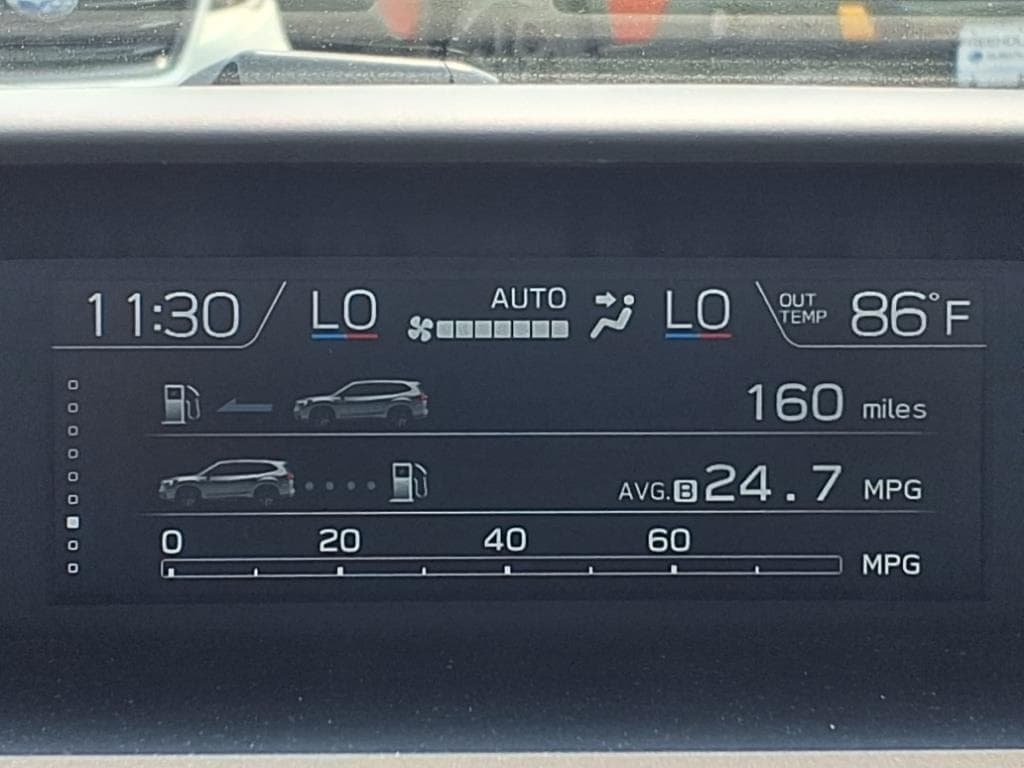 11:30 LO AUTO LO OUT TEMP 86°F
160 miles
AVG. B 24.7 MPG
0 20 40 60
MPG